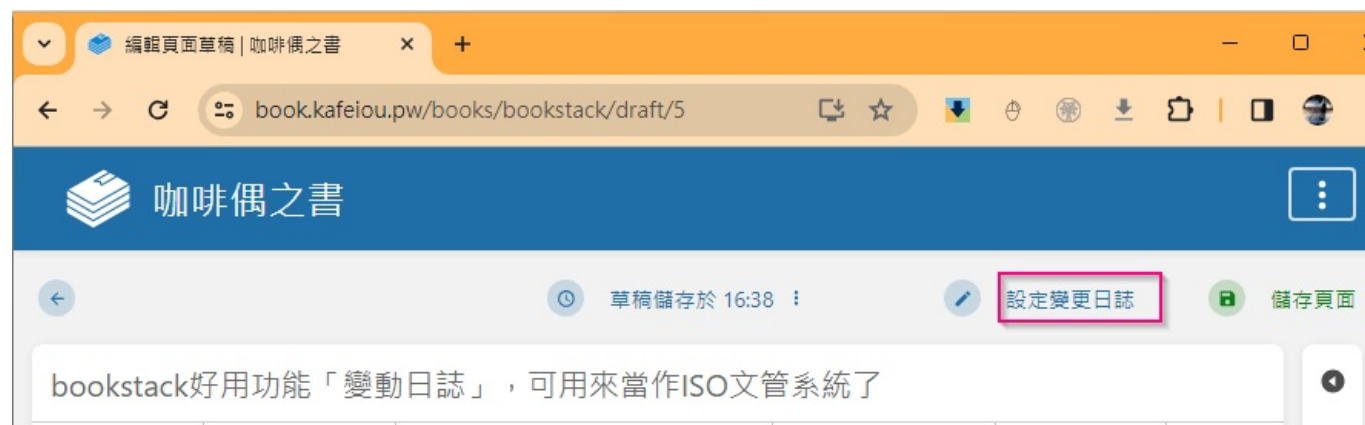 編輯頁面草稿 | 咖啡偶之書
book.kafeiou.pw/books/bookstack/draft/5
咖啡偶之書
草稿儲存於 16:38
設定變更日誌
儲存頁面
bookstack好用功能「變動日誌」，可用來當作ISO文管系統了